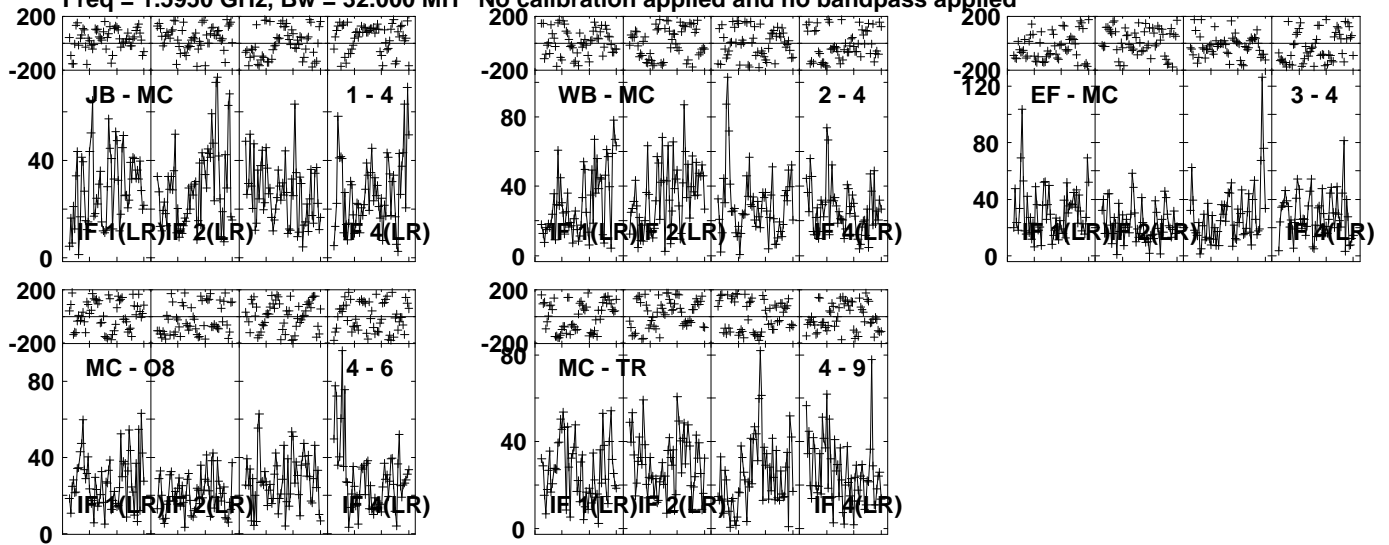 Freq = 1.5950 GHz, Bw = 32.000 MH No calibration applied and no bandpass applied
200
-200
JB - MC 1 - 4
40
0
IF 1(LR) IF 2(LR) IF 4(LR)
200
-200
WB - MC 2 - 4
80
40
0
IF 1(LR) IF 2(LR) IF 4(LR)
200
-200
120
EF - MC 3 - 4
80
40
0
IF 1(LR) IF 2(LR) IF 4(LR)
200
-200
MC - O8 4 - 6
80
40
0
IF 1(LR) IF 2(LR) IF 4(LR)
200
-200
80
MC - TR 4 - 9
40
0
IF 1(LR) IF 2(LR) IF 4(LR)